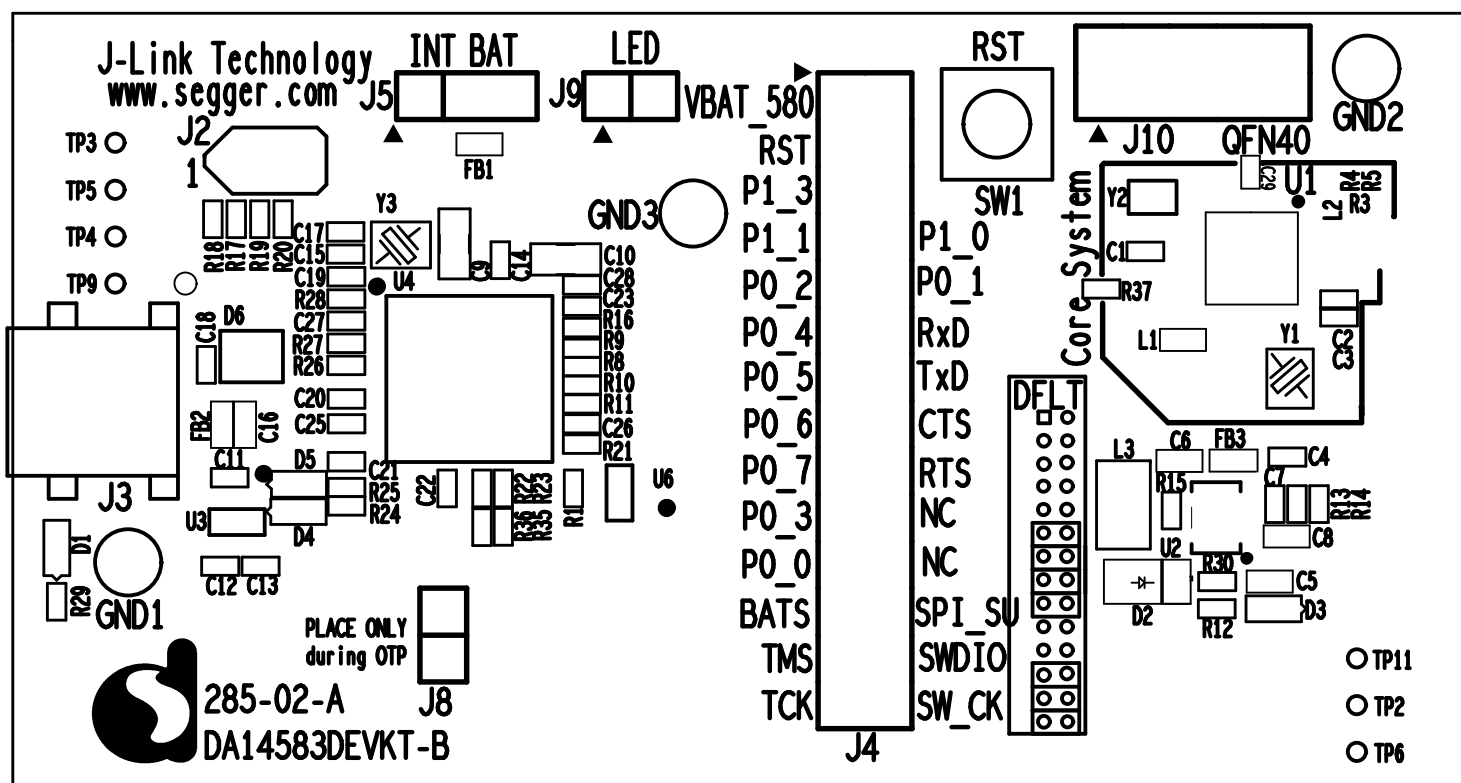 J-Link Technology
www.segger.com
INT BAT
J5
LED
J9
RST
SW1
J10
QFN40
GND2
J2
1
TP3
TP5
TP4
TP9
FB1
Y3
GND3
R18
R17
R19
R20
C17
C15
C19
R28
C27
R27
R26
C20
C25
U4
C9
C14
C10
C28
C23
R16
R9
R8
R10
R11
C26
R21
C18
D6
FB2
C16
C11
D5
C21
R25
R24
U3
D4
C12
C13
J3
D1
R29
GND1
C22
R22
R23
R36
R35
R1
U6
VBAT_580
RST
P1_3
P1_1
P0_2
P0_4
P0_5
P0_6
P0_7
P0_3
P0_0
BATS
TMS
TCK
P1_0
P0_1
RxD
TxD
CTS
RTS
NC
NC
SPI_SU
SWDIO
SW_CK
J4
DFLT
Core System
Y2
C1
R37
L1
C29
U1
L2
R4
R3
R5
Y1
C2
C3
L3
C6
FB3
C4
R15
C7
R13
R14
C8
U2
R30
C5
D2
R12
D3
PLACE ONLY
during OTP
J8
285-02-A
DA14583DEVKT-B
TP11
TP2
TP6